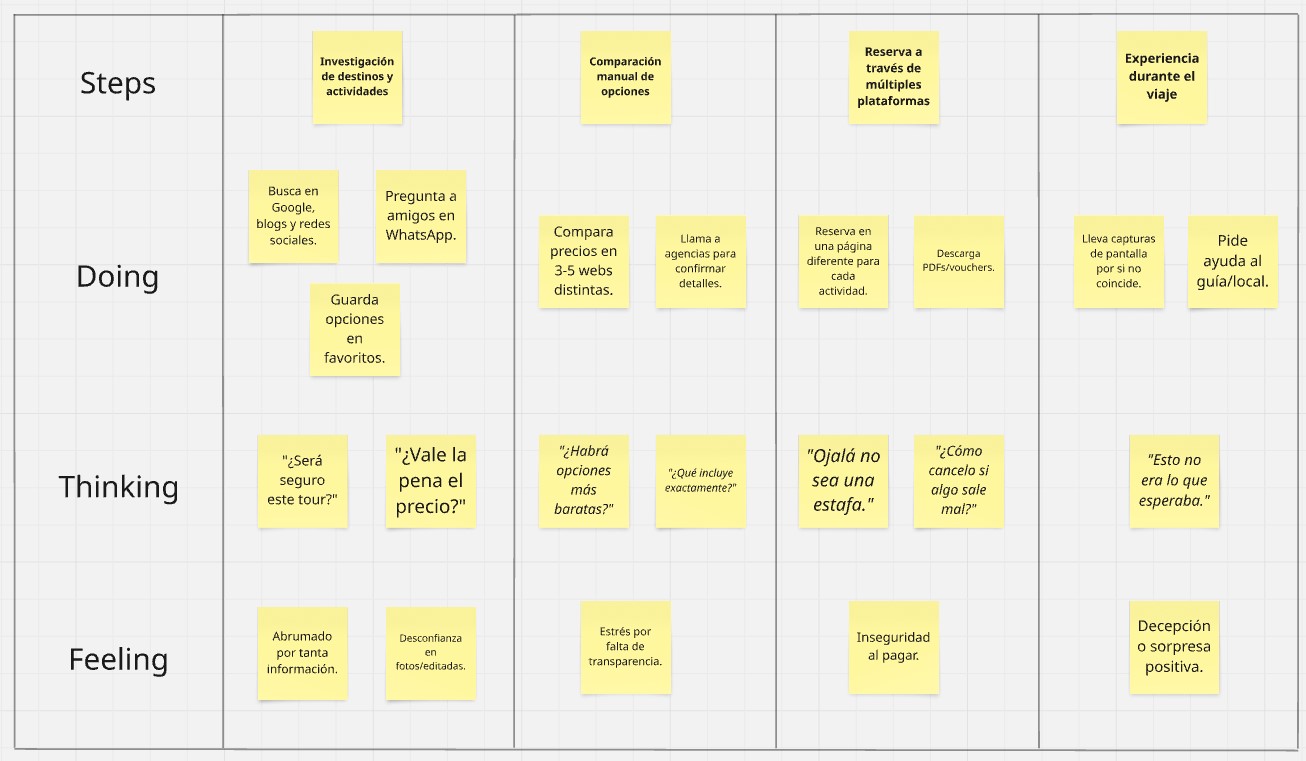 Steps
Investigación
de destinos y
actividades
Comparación
manual de
opciones
Reserva a
través de
múltiples
plataformas
Experiencia
durante el
viaje
Doing
Busca en
Google,
blogs y redes
sociales.
Pregunta a
amigos en
WhatsApp.
Guarda
opciones
en
favoritos.
Compara
precios en
3-5 webs
distintas.
Llama a
agencias para
confirmar
detalles.
Reserva en
una página
diferente para
cada
actividad.
Descarga
PDFs/vouchers.
Lleva capturas
de pantalla
por si no
coincide.
Pide
ayuda al
guía/local.
Thinking
"¿Será
seguro
este tour?"
"¿Vale la
pena el
precio?"
"¿Habrá
opciones
más
baratas?"
"¿Qué incluye
exactamente?"
"Ojalá no
sea una
estafa."
"¿Cómo
cancelo si
algo sale
mal?"
"Esto no
era lo que
esperaba."
Feeling
Abrumado
por tanta
información.
Desconfianza
en
fotos/editadas.
Estrés por
falta de
transparencia.
Inseguridad
al pagar.
Decepción
o sorpresa
positiva.